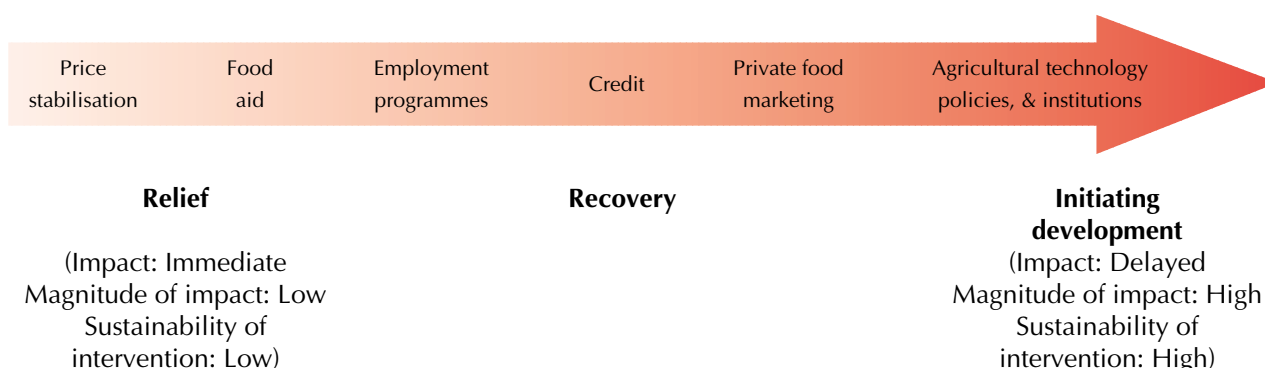 Price
stabilisation
Food
aid
Employment
programmes
Credit
Private food
marketing
Agricultural technology
policies, & institutions
Relief
(Impact: Immediate
Magnitude of impact: Low
Sustainability of
intervention: Low)
Recovery
Initiating
development
(Impact: Delayed
Magnitude of impact: High
Sustainability of
intervention: High)